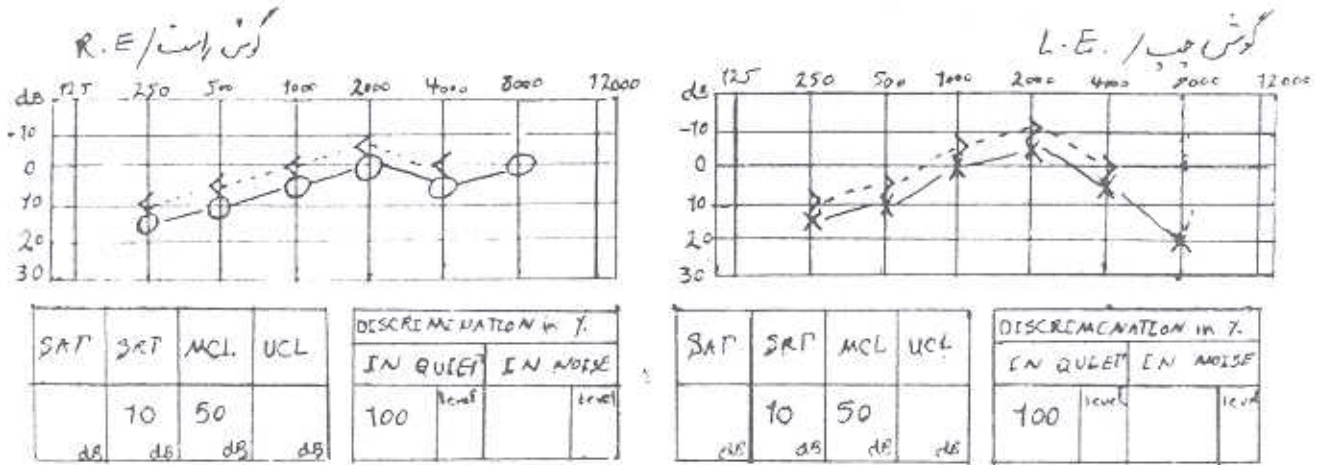 R.E / گوش راست
dB 125 250 500 1000 2000 4000 8000 12000
-10
0
10
20
30
SAT SRT MCL UCL
10 50
dB dB dB dB
DISCRIMINATION in %
IN QUIET IN NOISE
100 level level
L.E. / گوش چپ
dB 125 250 500 1000 2000 4000 8000 12000
-10
0
10
20
30
SAT SRT MCL UCL
10 50
dB dB dB dB
DISCRIMINATION in %
IN QUIET IN NOISE
100 level level